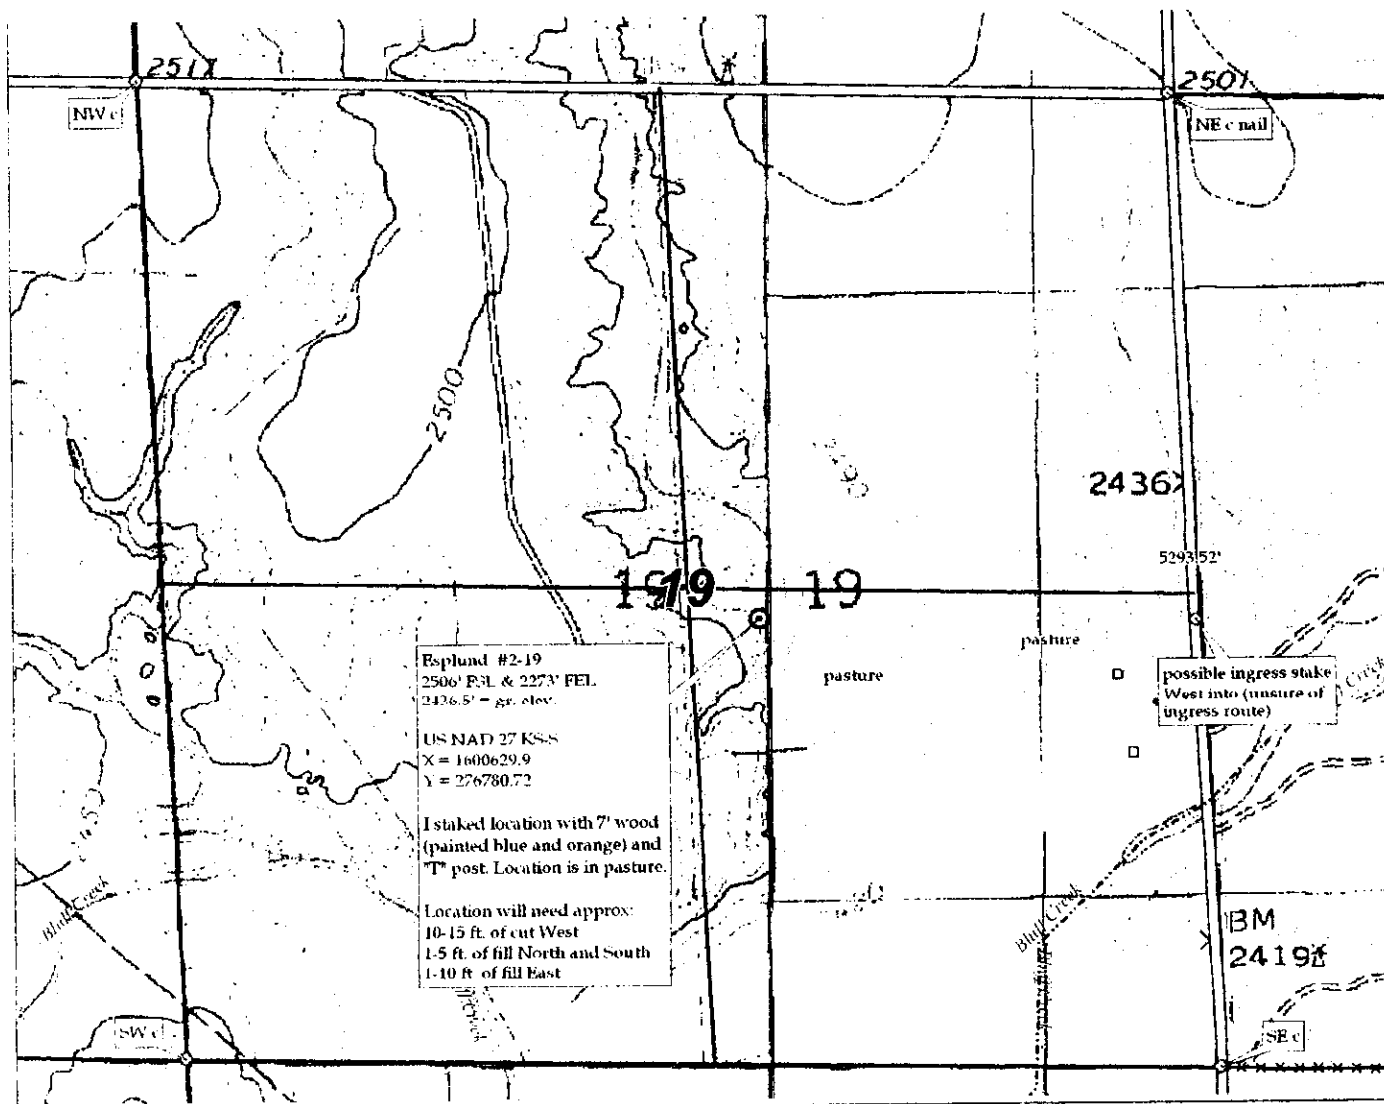 251
2501
NW c
NE c nail
2500
2436
5293.52'
19
19
19
pasture
pasture
Esplund #2-19
2506' FSL & 2273' FEL
2436.5' = gr. elev.
US NAD 27 KS-S
X = 1600629.9
Y = 276780.72
I staked location with 7' wood
(painted blue and orange) and
"T" post. Location is in pasture.
Location will need approx:
10-15 ft. of cut West
1-5 ft. of fill North and South
1-10 ft of fill East
possible ingress stake
West into (unsure of
ingress route)
Creek
Bluff Creek
Bluff Creek
BM
2419
SW c
SE c